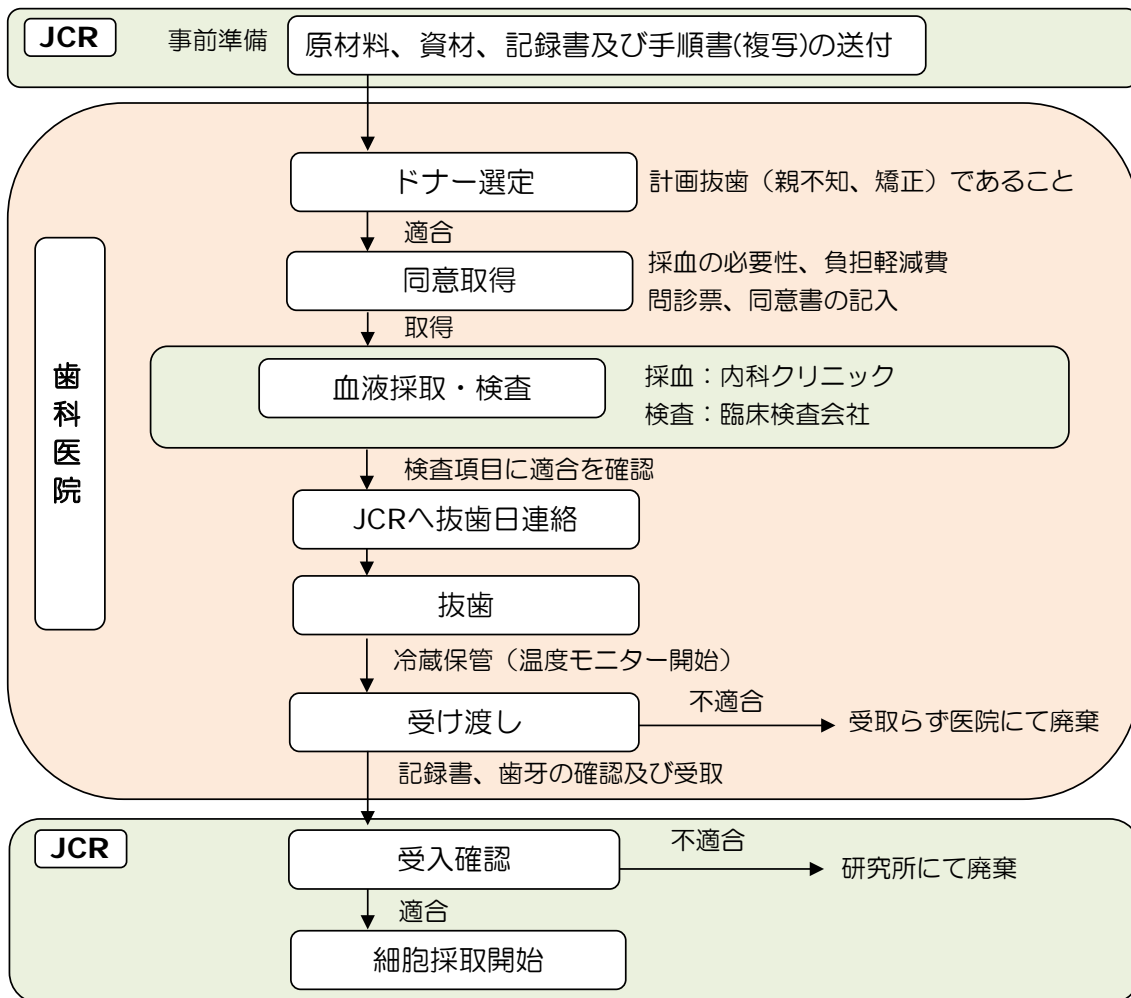 JCR
事前準備
原材料、資材、記録書及び手順書(複写)の送付
歯科医院
ドナー選定
計画抜歯（親不知、矯正）であること
適合
同意取得
採血の必要性、負担軽減費
問診票、同意書の記入
取得
血液採取・検査
採血：内科クリニック
検査：臨床検査会社
検査項目に適合を確認
JCRへ抜歯日連絡
抜歯
冷蔵保管（温度モニター開始）
受け渡し
不適合
受取らず医院にて廃棄
記録書、歯牙の確認及び受取
JCR
受入確認
不適合
研究所にて廃棄
適合
細胞採取開始